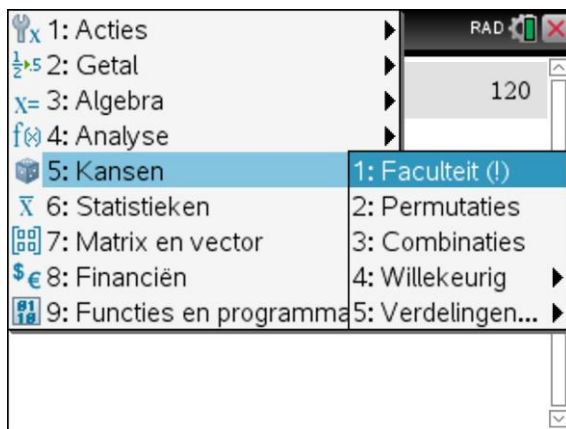 1: Acties
RAD
2: Getal
120
3: Algebra
4: Analyse
5: Kansen
1: Faculteit (!)
6: Statistieken
2: Permutaties
7: Matrix en vector
3: Combinaties
8: Financiën
4: Willekeurig
9: Functies en programma
5: Verdelingen...